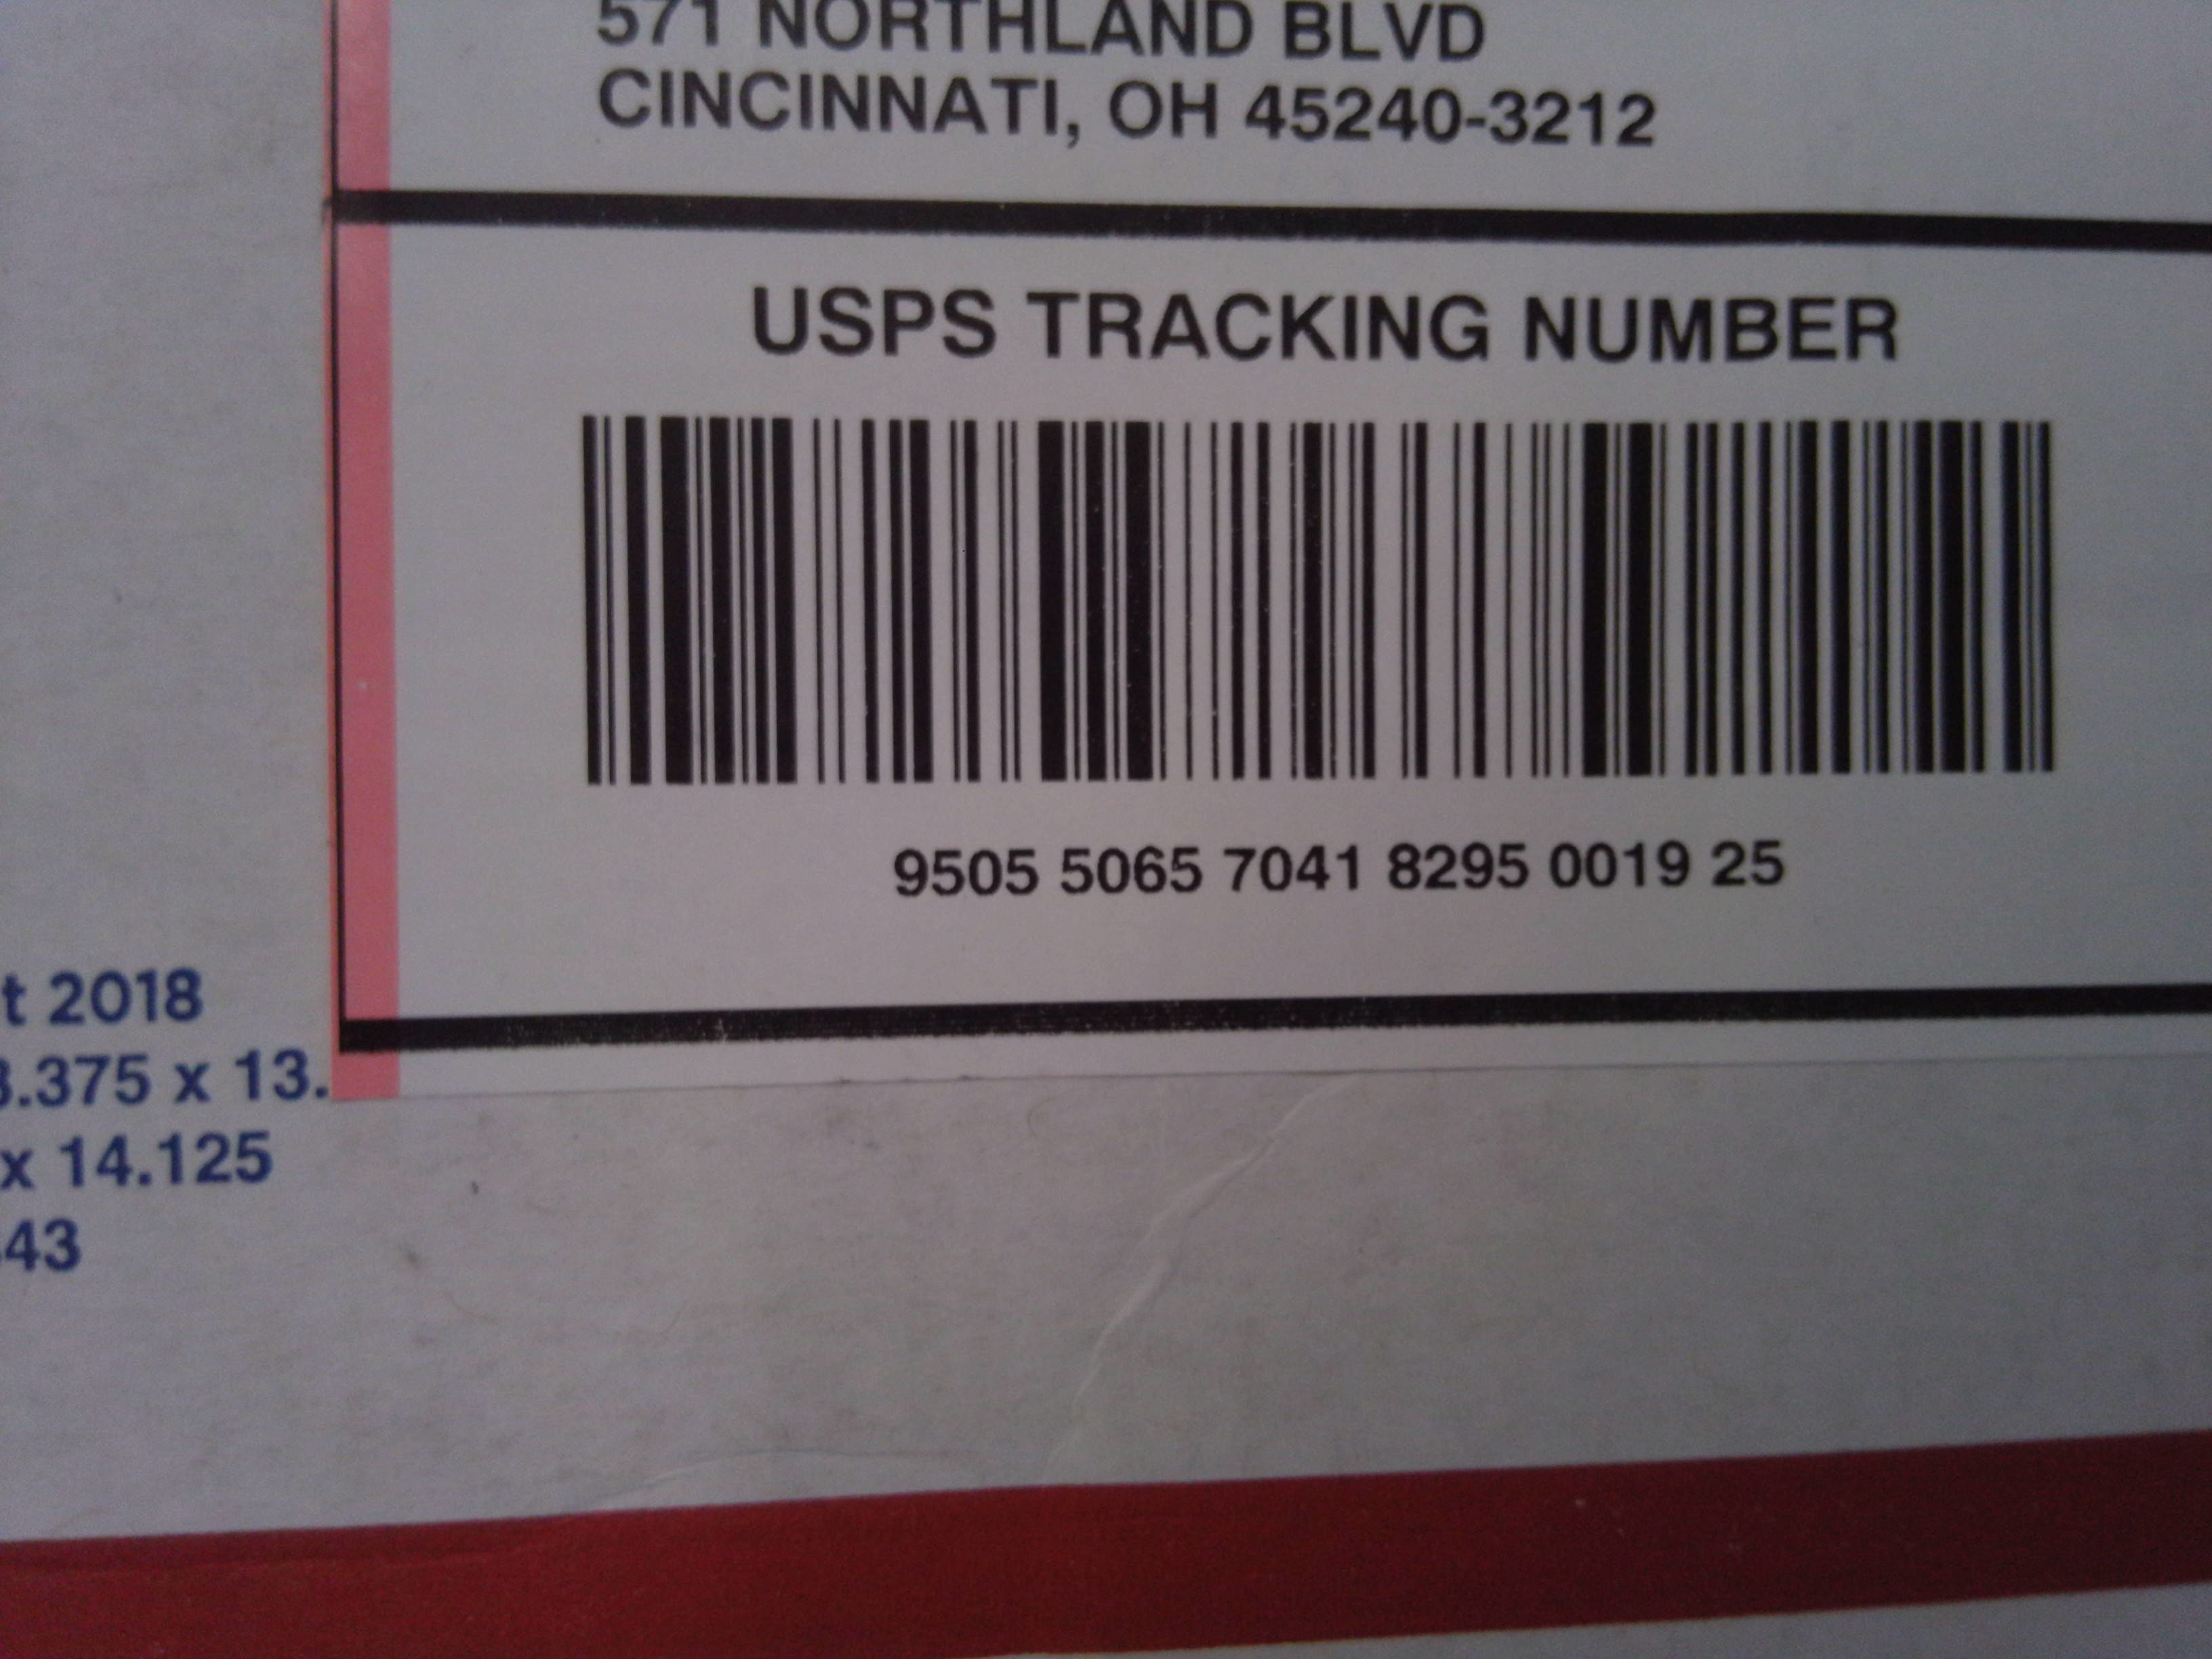 571 NORTHLAND BLVD
CINCINNATI, OH 45240-3212
USPS TRACKING NUMBER
9505 5065 7041 8295 0019 25
t 2018
.375 x 13.
x 14.125
43